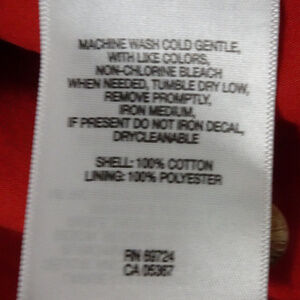 MACHINE WASH COLD GENTLE,
WITH LIKE COLORS,
NON-CHLORINE BLEACH
WHEN NEEDED, TUMBLE DRY LOW,
REMOVE PROMPTLY,
IRON MEDIUM,
IF PRESENT DO NOT IRON DECAL,
DRYCLEANABLE
SHELL: 100% COTTON
LINING: 100% POLYESTER
RN 69724
CA 05367